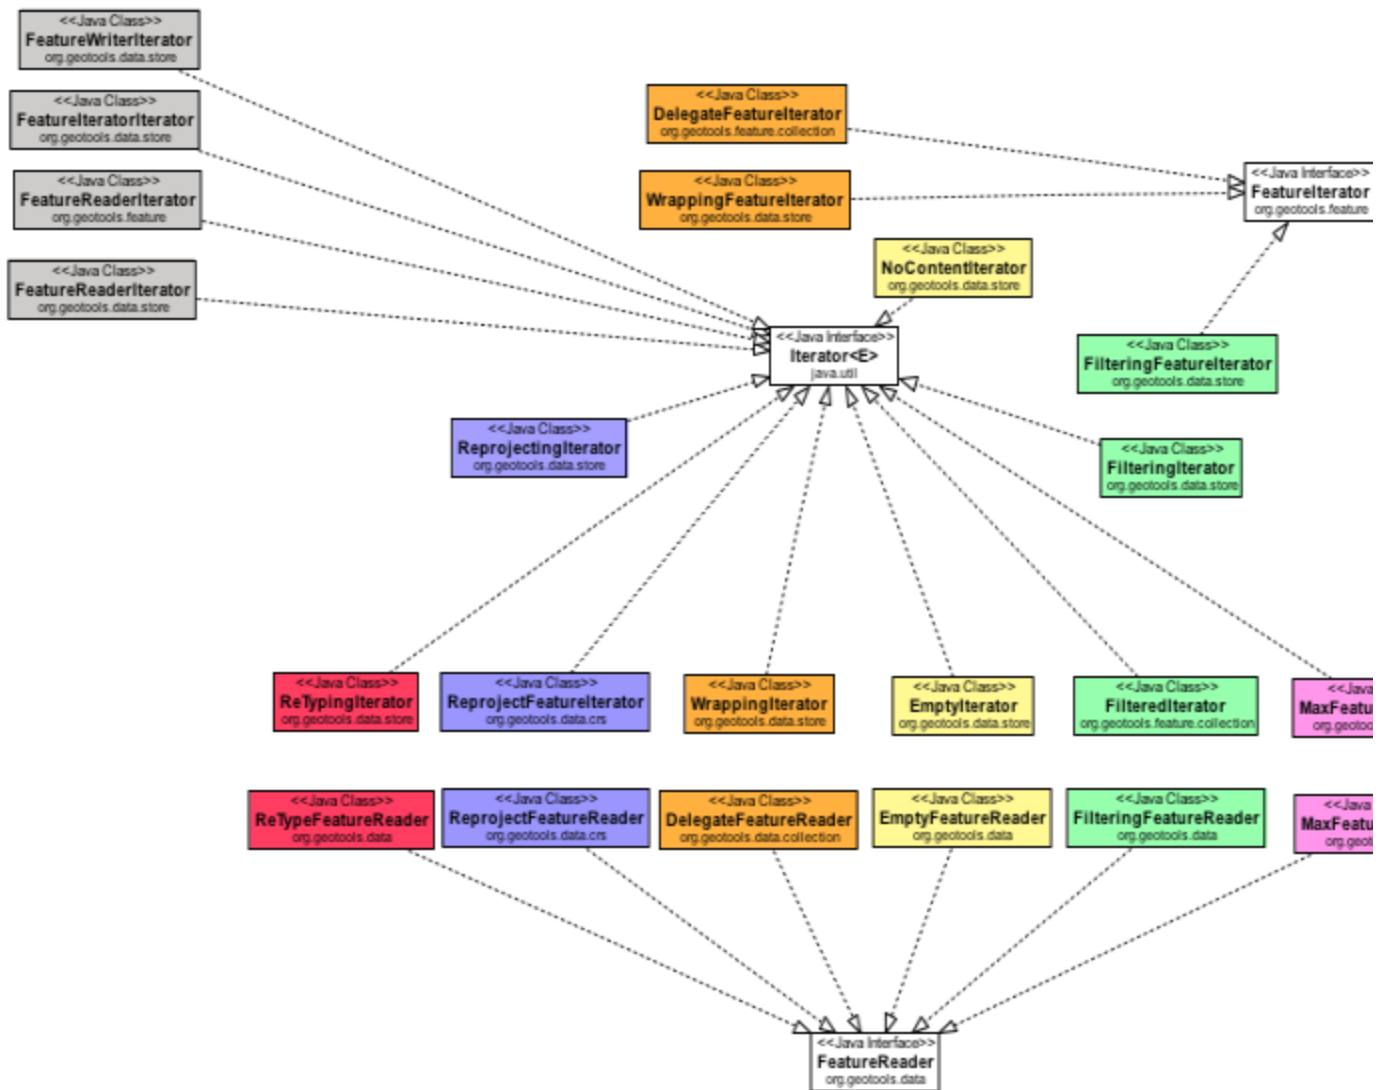 <<Java Class>>
FeatureWriterIterator
org.geotools.data.store
<<Java Class>>
FeatureIteratorIterator
org.geotools.data.store
<<Java Class>>
FeatureReaderIterator
org.geotools.feature
<<Java Class>>
FeatureReaderIterator
org.geotools.data.store
<<Java Class>>
DelegateFeatureIterator
org.geotools.feature.collection
<<Java Class>>
WrappingFeatureIterator
org.geotools.data.store
<<Java Interface>>
FeatureIterator
org.geotools.feature
<<Java Class>>
NoContentIterator
org.geotools.data.store
<<Java Interface>>
Iterator<E>
java.util
<<Java Class>>
FilteringFeatureIterator
org.geotools.data.store
<<Java Class>>
ReprojectingIterator
org.geotools.data.store
<<Java Class>>
FilteringIterator
org.geotools.data.store
<<Java Class>>
ReTypingIterator
org.geotools.data.store
<<Java Class>>
ReprojectFeatureIterator
org.geotools.data.crs
<<Java Class>>
WrappingIterator
org.geotools.data.store
<<Java Class>>
EmptyIterator
org.geotools.data.store
<<Java Class>>
FilteredIterator
org.geotools.feature.collection
<<Java
MaxFeatu
org.geotoo
<<Java Class>>
ReTypeFeatureReader
org.geotools.data
<<Java Class>>
ReprojectFeatureReader
org.geotools.data.crs
<<Java Class>>
DelegateFeatureReader
org.geotools.data.collection
<<Java Class>>
EmptyFeatureReader
org.geotools.data
<<Java Class>>
FilteringFeatureReader
org.geotools.data
<<Java
MaxFeatu
org.geot
<<Java Interface>>
FeatureReader
org.geotools.data